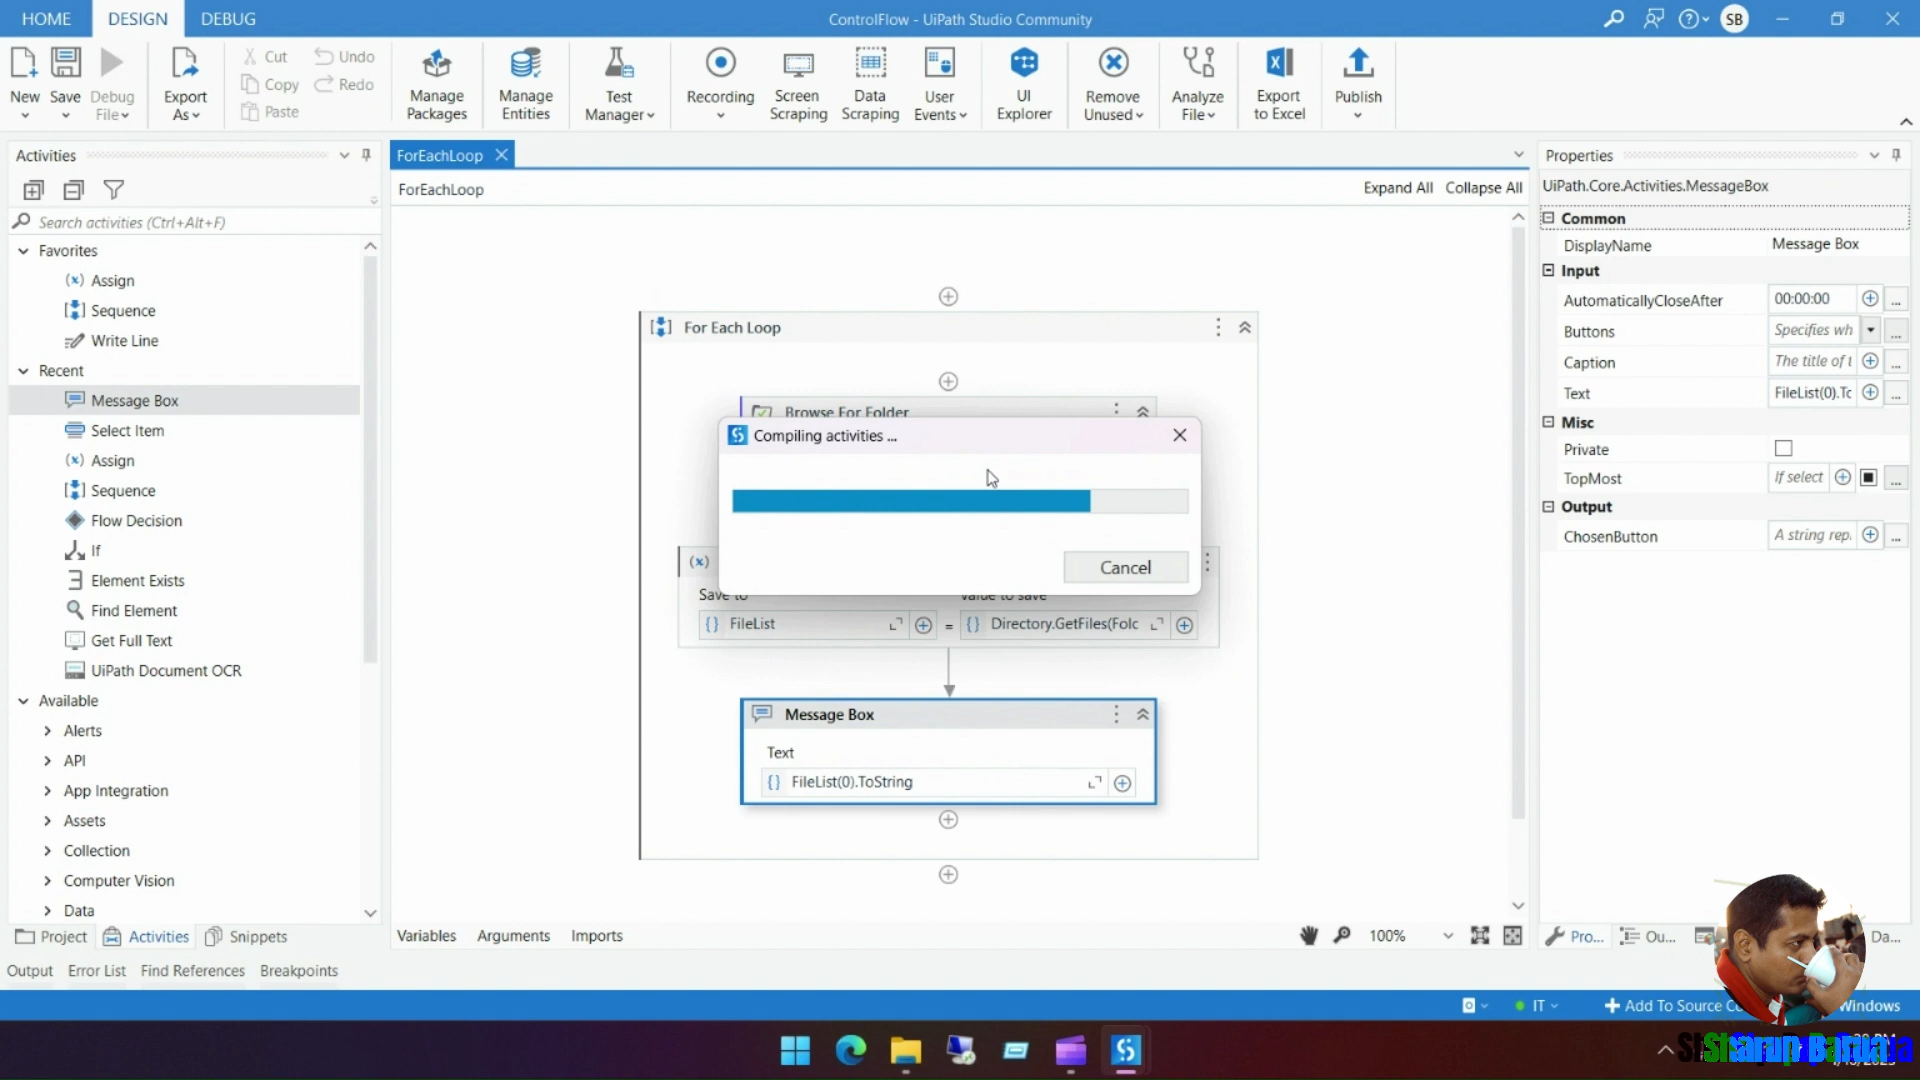 HOME DESIGN DEBUG ControlFlow - UiPath Studio Community SB
New Save Debug File Export As Cut Copy Paste Undo Redo Manage Packages Manage Entities Test Manager Recording Screen Scraping Data Scraping User Events UI Explorer Remove Unused Analyze File Export to Excel Publish
Activities
Search activities (Ctrl+Alt+F)
Favorites
Assign
Sequence
Write Line
Recent
Message Box
Select Item
Assign
Sequence
Flow Decision
If
Element Exists
Find Element
Get Full Text
UiPath Document OCR
Available
Alerts
API
App Integration
Assets
Collection
Computer Vision
Data
Project Activities Snippets
ForEachLoop
ForEachLoop Expand All Collapse All
For Each Loop
Browse For Folder
Compiling activities ...
Cancel
Save to Value to save
FileList = Directory.GetFiles(Folc
Message Box
Text
FileList(0).ToString
Variables Arguments Imports 100%
Properties
UiPath.Core.Activities.MessageBox
Common
DisplayName Message Box
Input
AutomaticallyCloseAfter 00:00:00 ...
Buttons Specifies wh ...
Caption The title of t ...
Text FileList(0).Tc ...
Misc
Private
TopMost If select ...
Output
ChosenButton A string rep. ...
Pro... Ou... Da...
Output Error List Find References Breakpoints
IT Add To Source Windows